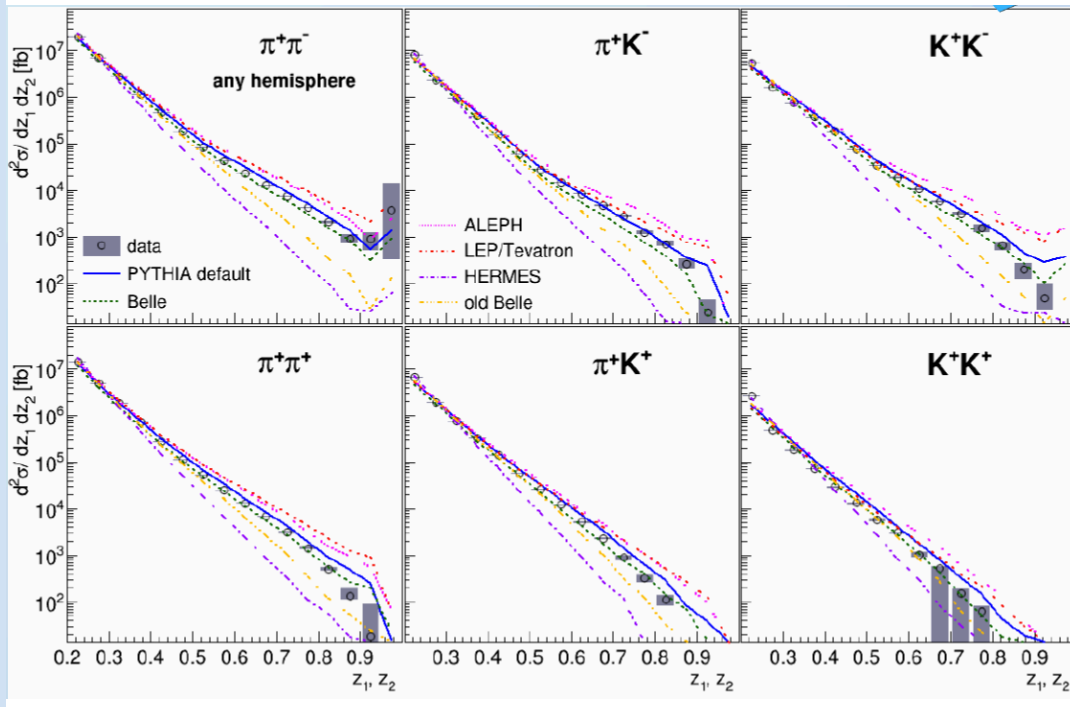 π⁺π⁻
any hemisphere
π⁺K⁻
K⁺K⁻
d²σ/ dz₁ dz₂ [fb]
10⁷
10⁶
10⁵
10⁴
10³
10²
data
PYTHIA default
Belle
ALEPH
LEP/Tevatron
HERMES
old Belle
π⁺π⁺
π⁺K⁺
K⁺K⁺
d²σ/ dz₁ dz₂ [fb]
10⁷
10⁶
10⁵
10⁴
10³
10²
0.2 0.3 0.4 0.5 0.6 0.7 0.8 0.9 0.3 0.4 0.5 0.6 0.7 0.8 0.9 0.3 0.4 0.5 0.6 0.7 0.8 0.9
z₁, z₂ z₁, z₂ z₁, z₂